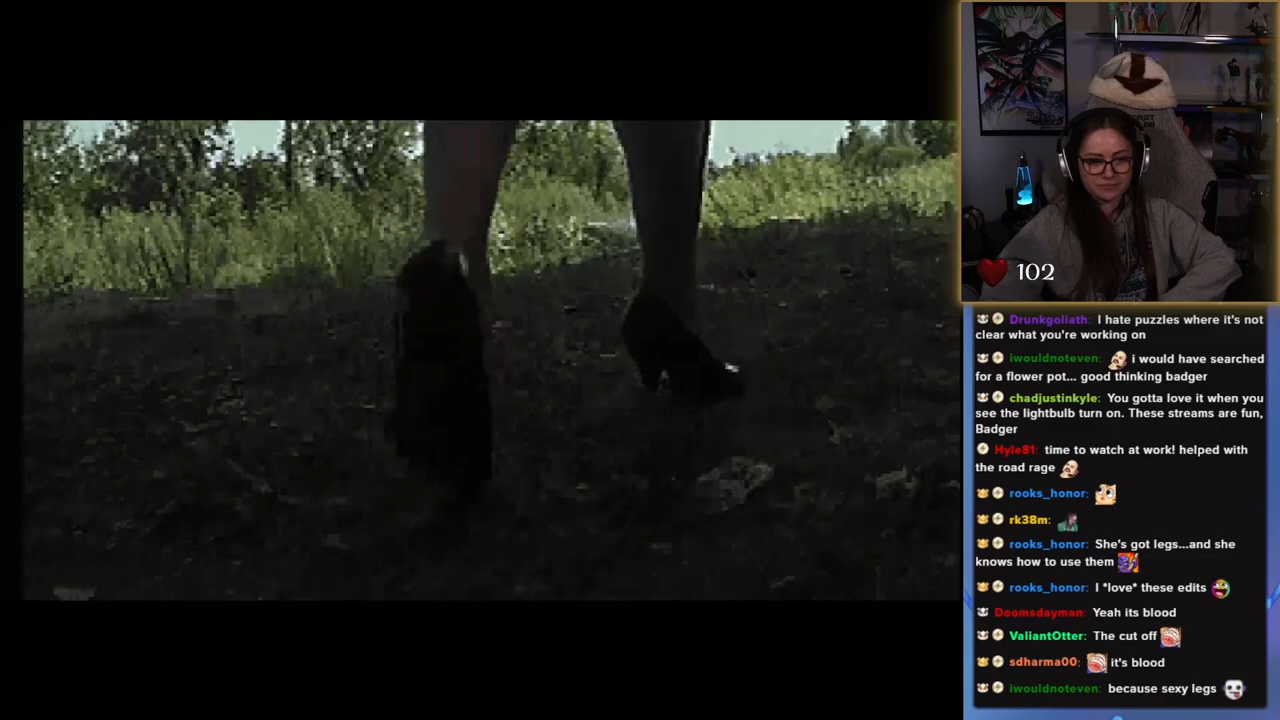 102
Drunkgoliath: I hate puzzles where it's not
clear what you're working on
iwouldnoteven: i would have searched
for a flower pot... good thinking badger
chadjustinkyle: You gotta love it when you
see the lightbulb turn on. These streams are fun,
Badger
Hyle81: time to watch at work! helped with
the road rage
rooks_honor:
rk38m:
rooks_honor: She's got legs...and she
knows how to use them
rooks_honor: I *love* these edits
Doomsdayman: Yeah its blood
ValiantOtter: The cut off
sdharma00: it's blood
iwouldnoteven: because sexy legs